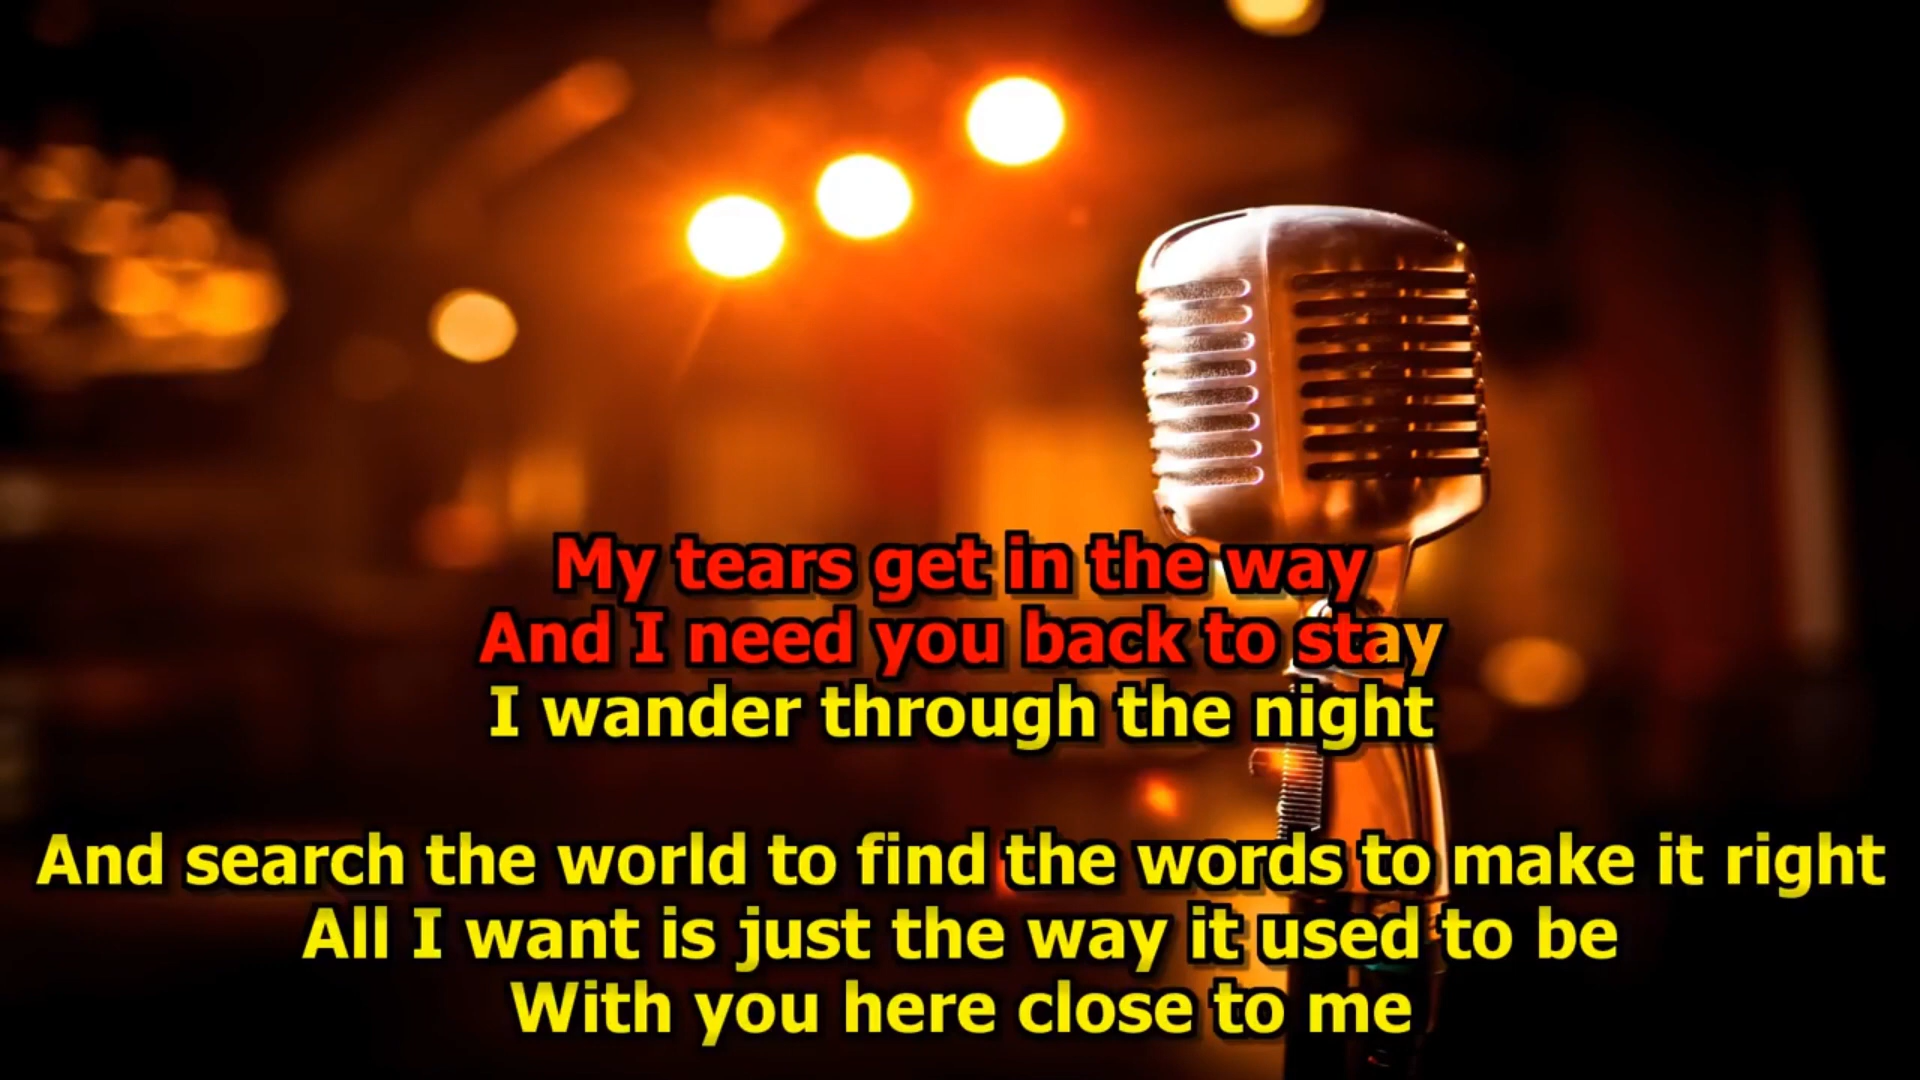 My tears get in the way
And I need you back to stay
I wander through the night
And search the world to find the words to make it right
All I want is just the way it used to be
With you here close to me